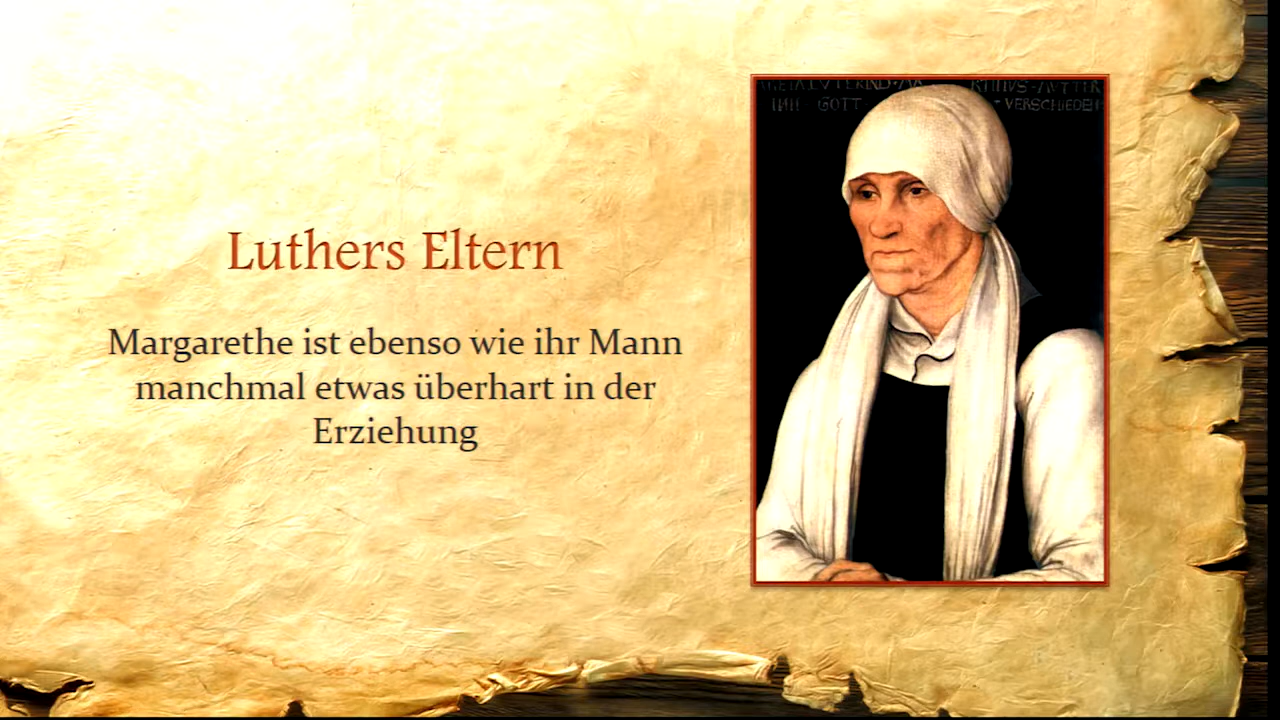 Luthers Eltern
Margarethe ist ebenso wie ihr Mann
manchmal etwas überhart in der
Erziehung
GOTT VERSCHIEDEN